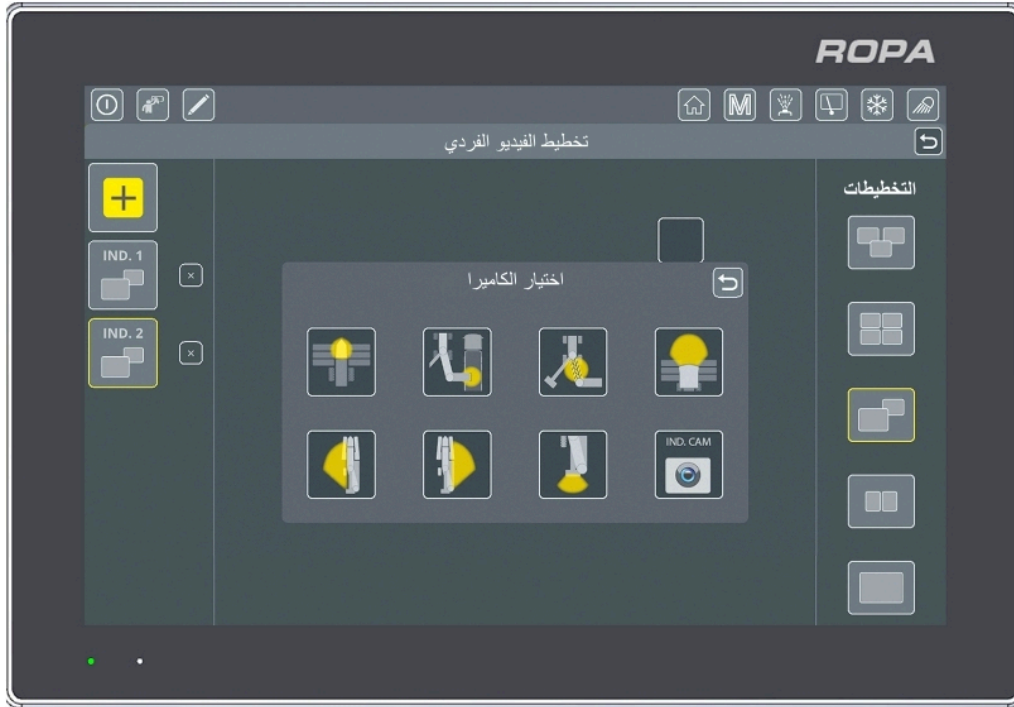 ROPA
M
تخطيط الفيديو الفردي
التخطيطات
IND. 1
IND. 2
اختيار الكاميرا
IND. CAM